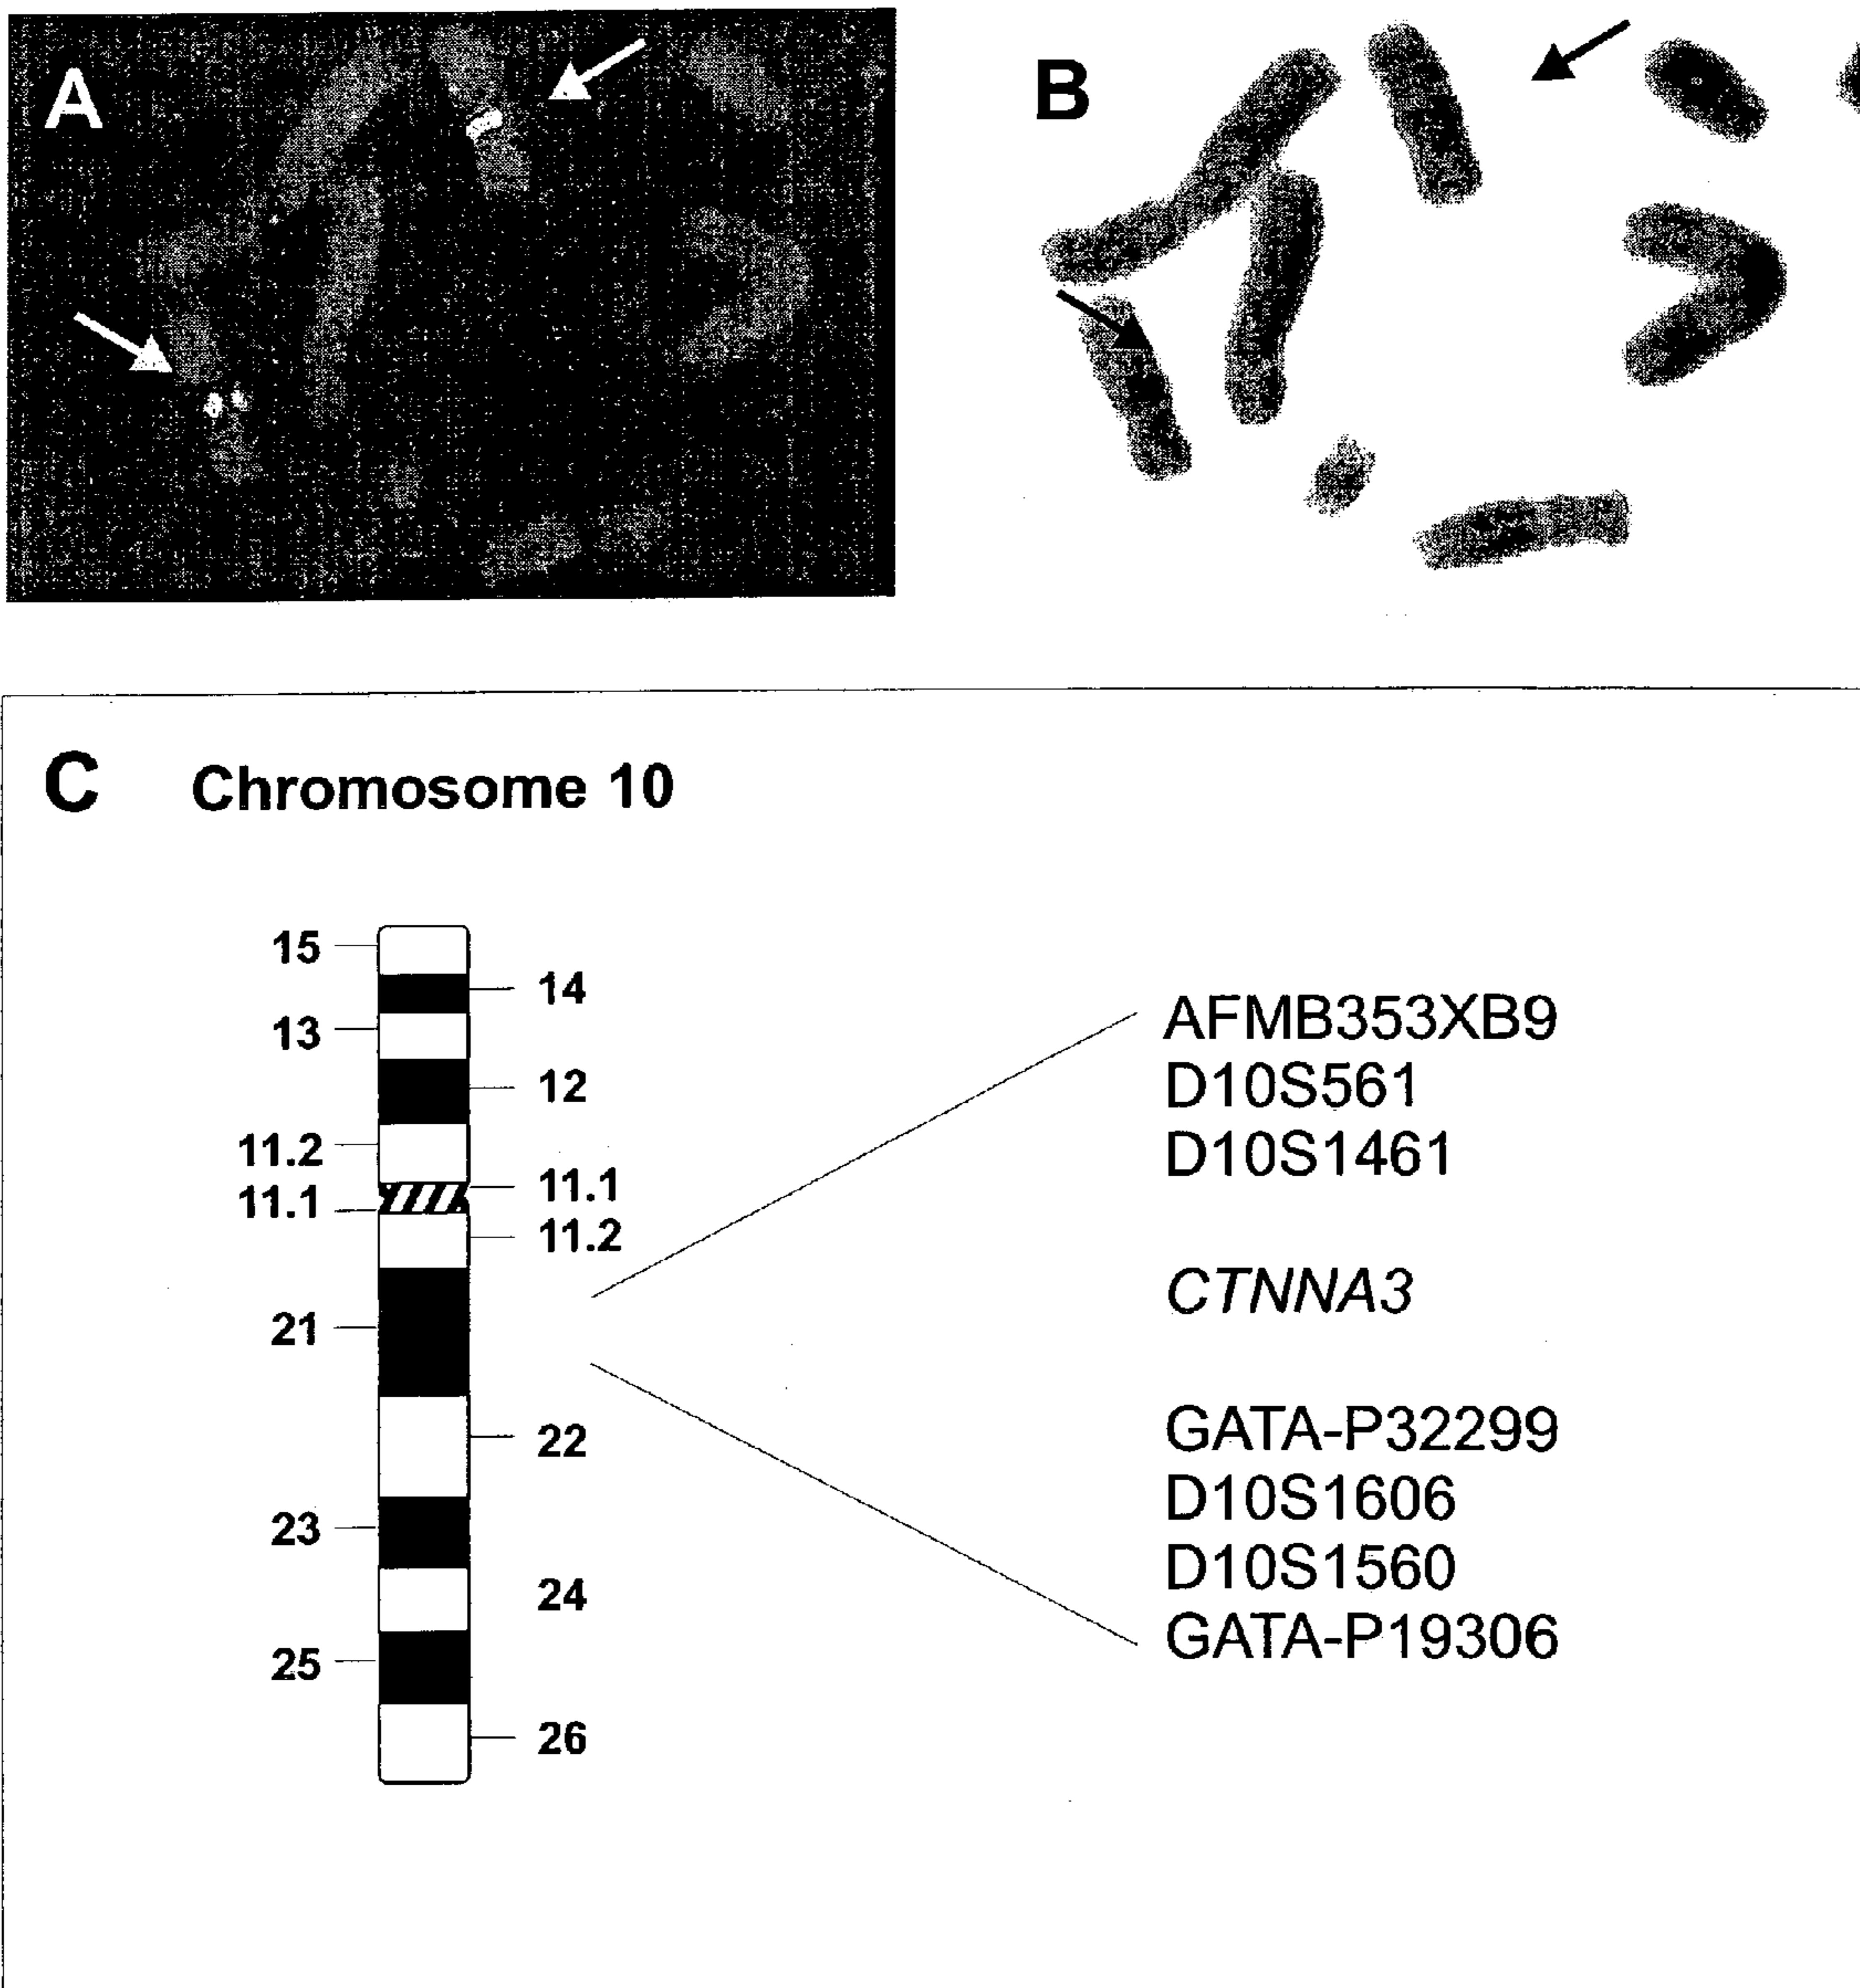 A
B
C Chromosome 10
15
14
13
12
11.2
11.1
11.1
11.2
21
22
23
24
25
26
AFMB353XB9
D10S561
D10S1461
CTNNA3
GATA-P32299
D10S1606
D10S1560
GATA-P19306